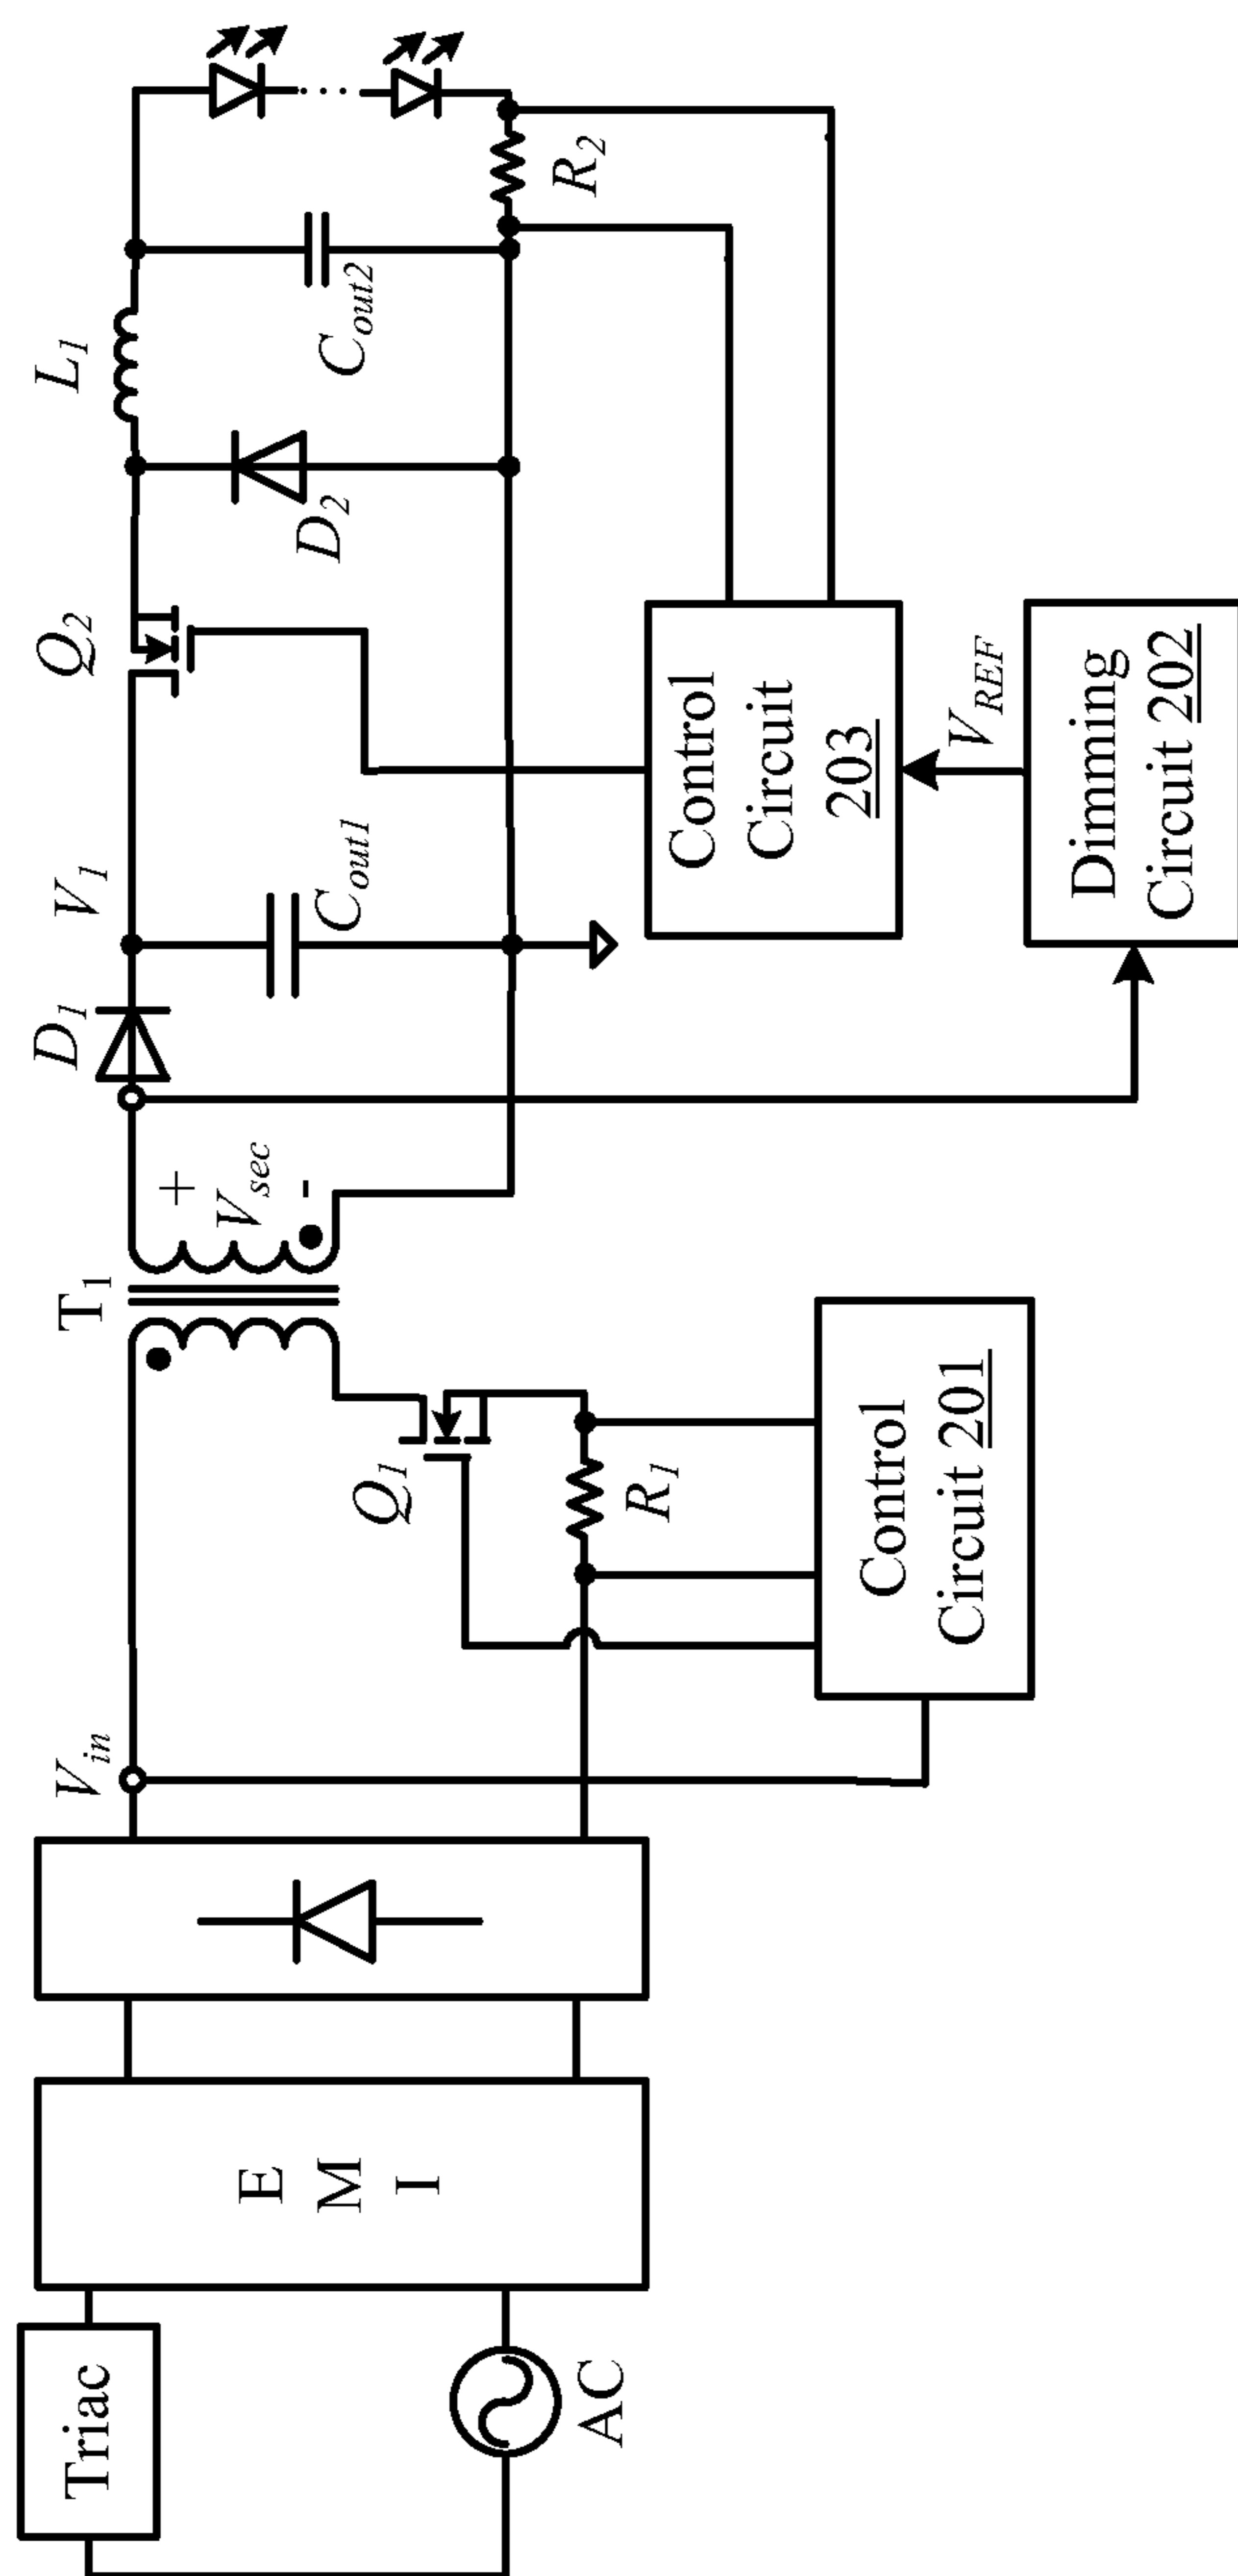 Triac
AC
E
M
I
V_in
Q_1
R_1
Control
Circuit 201
T_1
+
V_sec
-
D_1
V_1
C_out1
Q_2
D_2
L_1
C_out2
R_2
Control
Circuit
203
V_REF
Dimming
Circuit 202